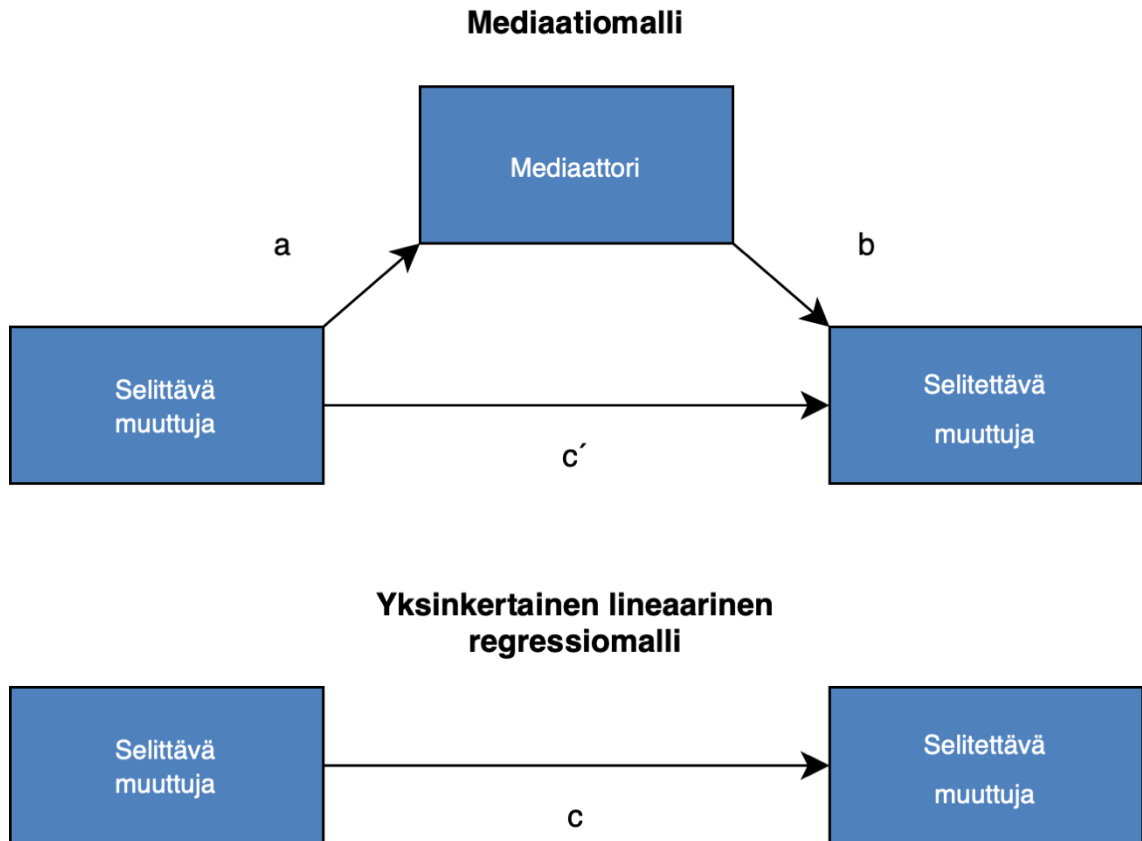 Mediaatiomalli
Mediaattori
a
b
Selittävä
muuttuja
Selitettävä
muuttuja
c´
Yksinkertainen lineaarinen
regressiomalli
Selittävä
muuttuja
Selitettävä
muuttuja
c